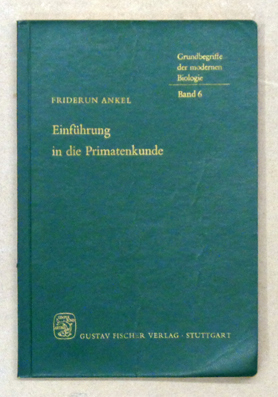 Grundbegriffe
der modernen
Biologie
Band 6
FRIDERUN ANKEL
Einführung
in die Primatenkunde
GUSTAV FISCHER VERLAG · STUTTGART